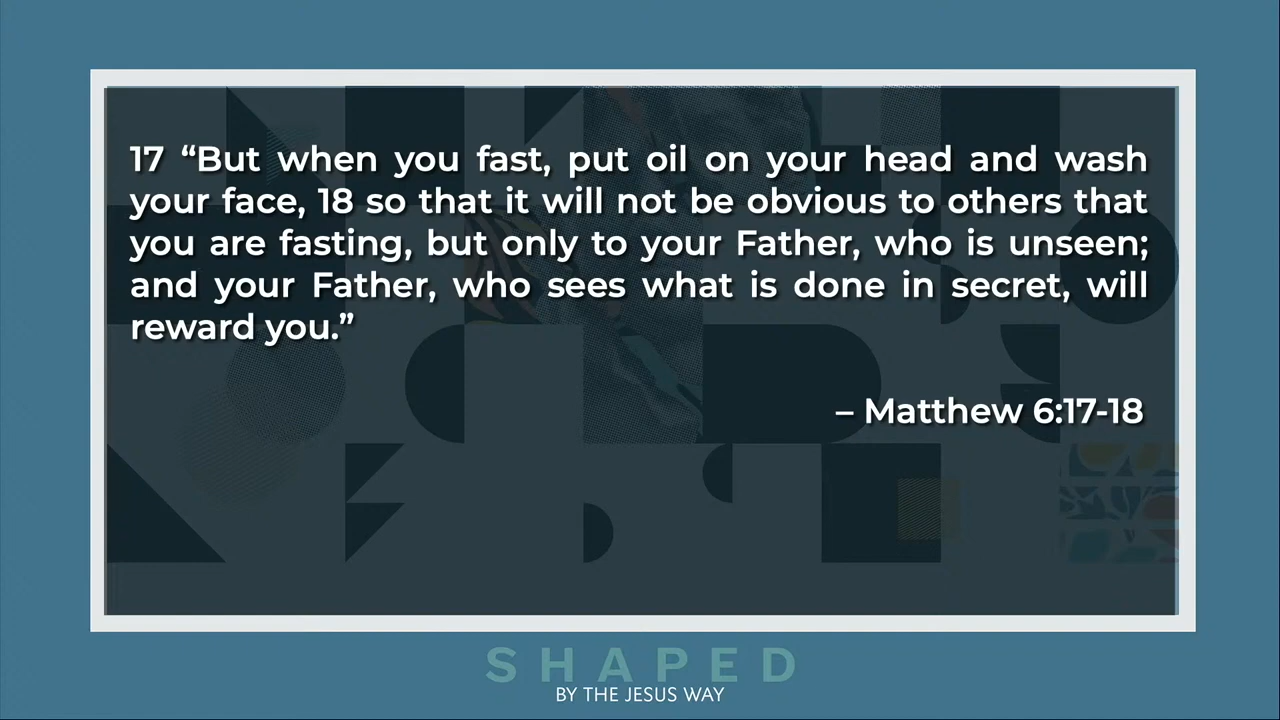 17 “But when you fast, put oil on your head and wash
your face, 18 so that it will not be obvious to others that
you are fasting, but only to your Father, who is unseen;
and your Father, who sees what is done in secret, will
reward you.”
– Matthew 6:17-18
SHAPED
BY THE JESUS WAY